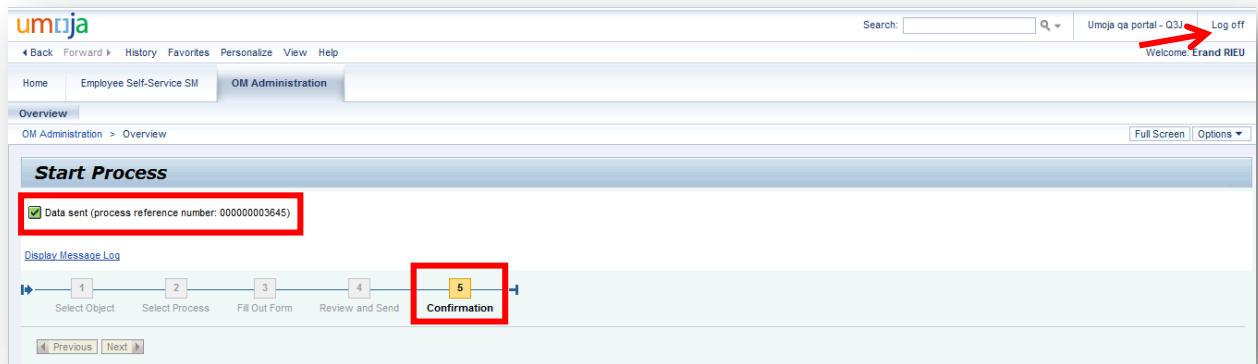 umoja
Search:
Umoja qa portal - Q3J
Log off
Back Forward History Favorites Personalize View Help
Welcome: Erand RIEU
Home Employee Self-Service SM OM Administration
Overview
OM Administration > Overview
Full Screen Options
Start Process
Data sent (process reference number: 000000003645)
Display Message Log
1 2 3 4 5
Select Object Select Process Fill Out Form Review and Send Confirmation
Previous Next